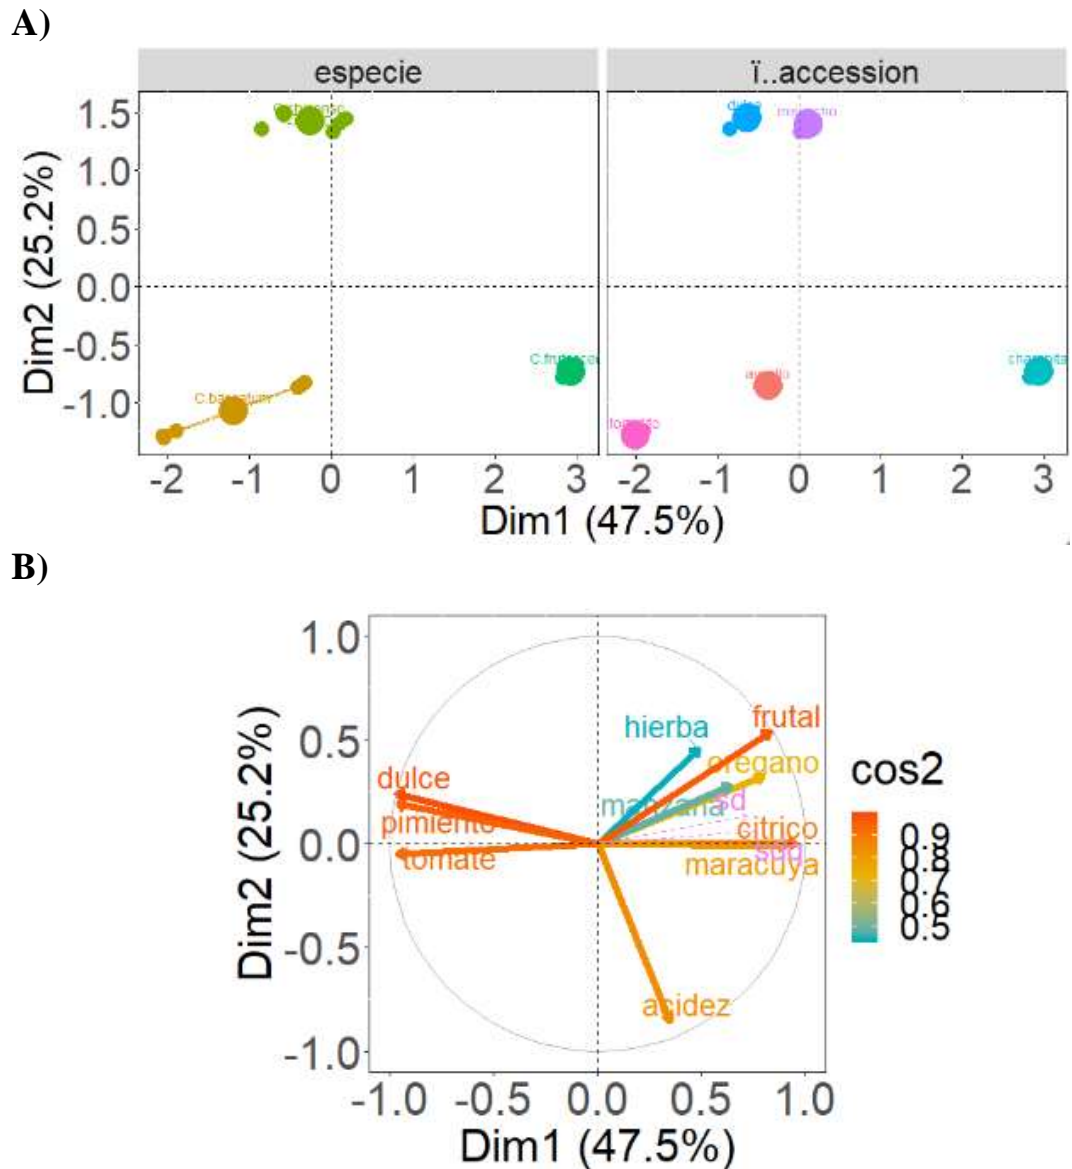 A)
especie
ï..accession
1.5
1.0
0.5
0.0
-0.5
-1.0
Dim2 (25.2%)
C.baccatum
-2 -1 0 1 2 3
-2 -1 0 1 2 3
Dim1 (47.5%)
B)
1.0
0.5
0.0
-0.5
-1.0
Dim2 (25.2%)
hierba
frutal
oregano
manzana
sd
dulce
pimiento
tomate
citrico
maracuya
acidez
-1.0 -0.5 0.0 0.5 1.0
Dim1 (47.5%)
cos2
0.9
0.8
0.7
0.6
0.5